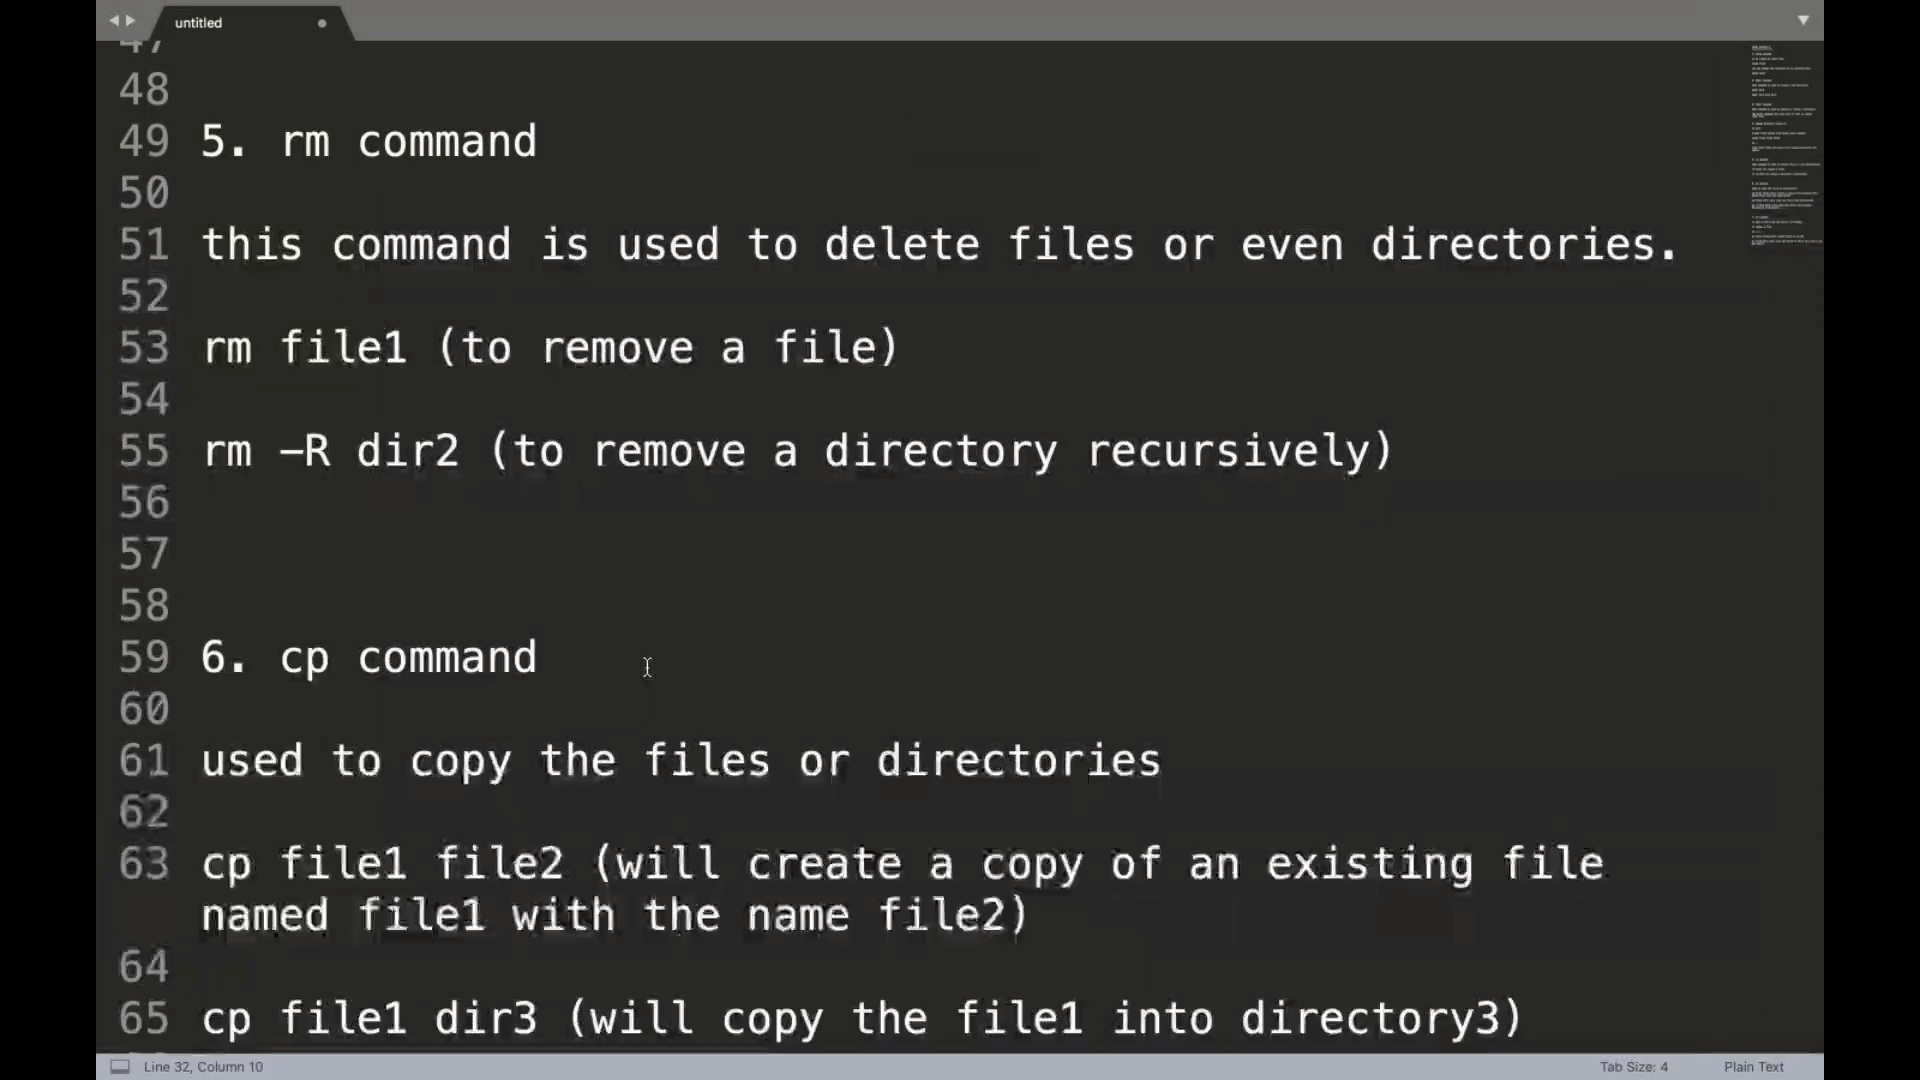 untitled
47
48
49 5. rm command
50
51 this command is used to delete files or even directories.
52
53 rm file1 (to remove a file)
54
55 rm –R dir2 (to remove a directory recursively)
56
57
58
59 6. cp command
60
61 used to copy the files or directories
62
63 cp file1 file2 (will create a copy of an existing file
named file1 with the name file2)
64
65 cp file1 dir3 (will copy the file1 into directory3)
Line 32, Column 10
Tab Size: 4
Plain Text